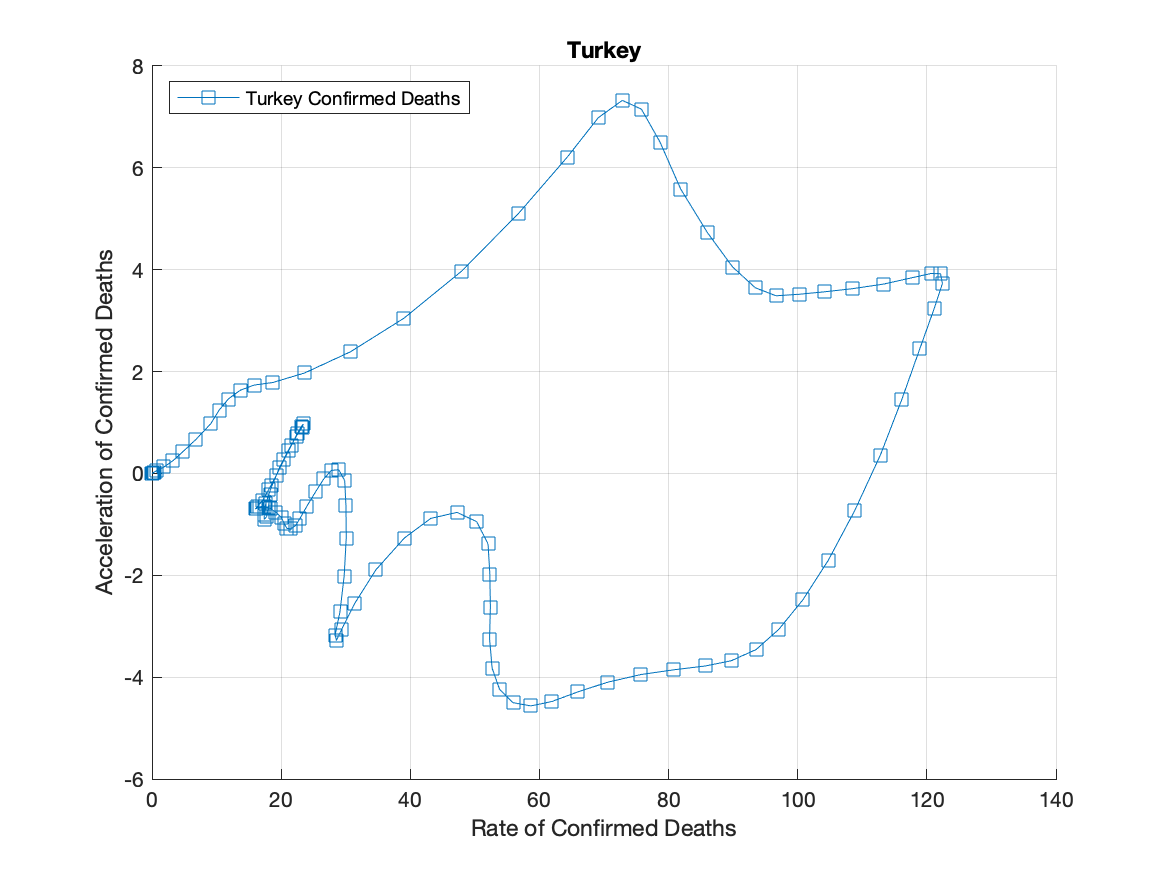 Turkey
Turkey Confirmed Deaths
8
6
4
2
0
-2
-4
-6
Acceleration of Confirmed Deaths
0 20 40 60 80 100 120 140
Rate of Confirmed Deaths